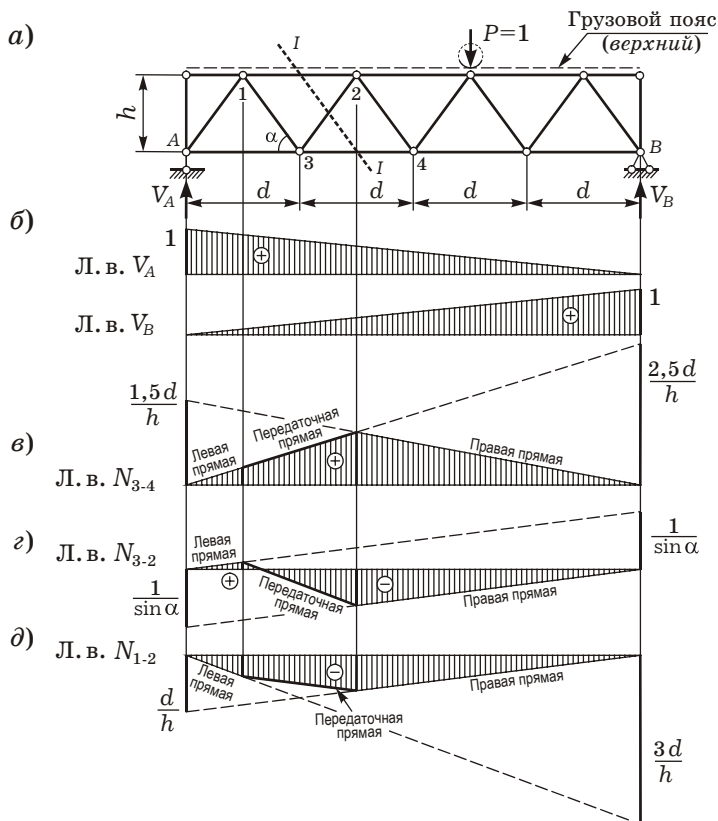 а)
P=1
Грузовой пояс
(верхний)
I
1
2
h
A
α
B
3
4
I
V_A
d
d
d
d
V_B
б)
1
+
Л. в. V_A
1
Л. в. V_B
+
1,5d/h
2,5d/h
в)
Левая прямая
Передаточная прямая
+
Правая прямая
Л. в. N_3-4
г)
Левая прямая
1/sin α
Л. в. N_3-2
+
−
1/sin α
Передаточная прямая
Правая прямая
д)
Л. в. N_1-2
−
Левая прямая
Правая прямая
d/h
Передаточная
прямая
3d/h